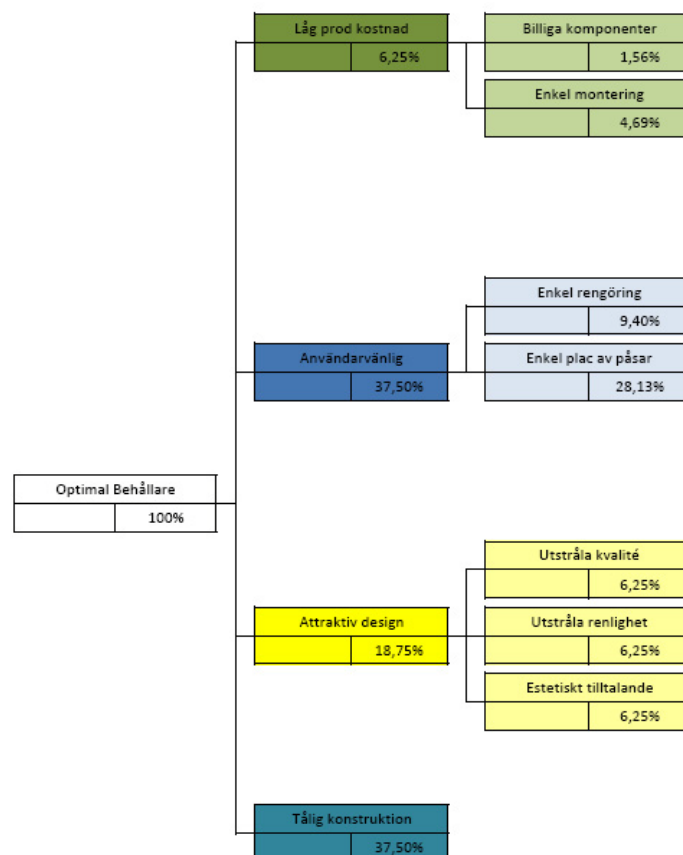 Låg prod kostnad
6,25%
Billiga komponenter
1,56%
Enkel montering
4,69%
Enkel rengöring
9,40%
Användarvänlig
37,50%
Enkel plac av påsar
28,13%
Optimal Behållare
100%
Utstråla kvalité
6,25%
Attraktiv design
18,75%
Utstråla renlighet
6,25%
Estetiskt tilltalande
6,25%
Tålig konstruktion
37,50%